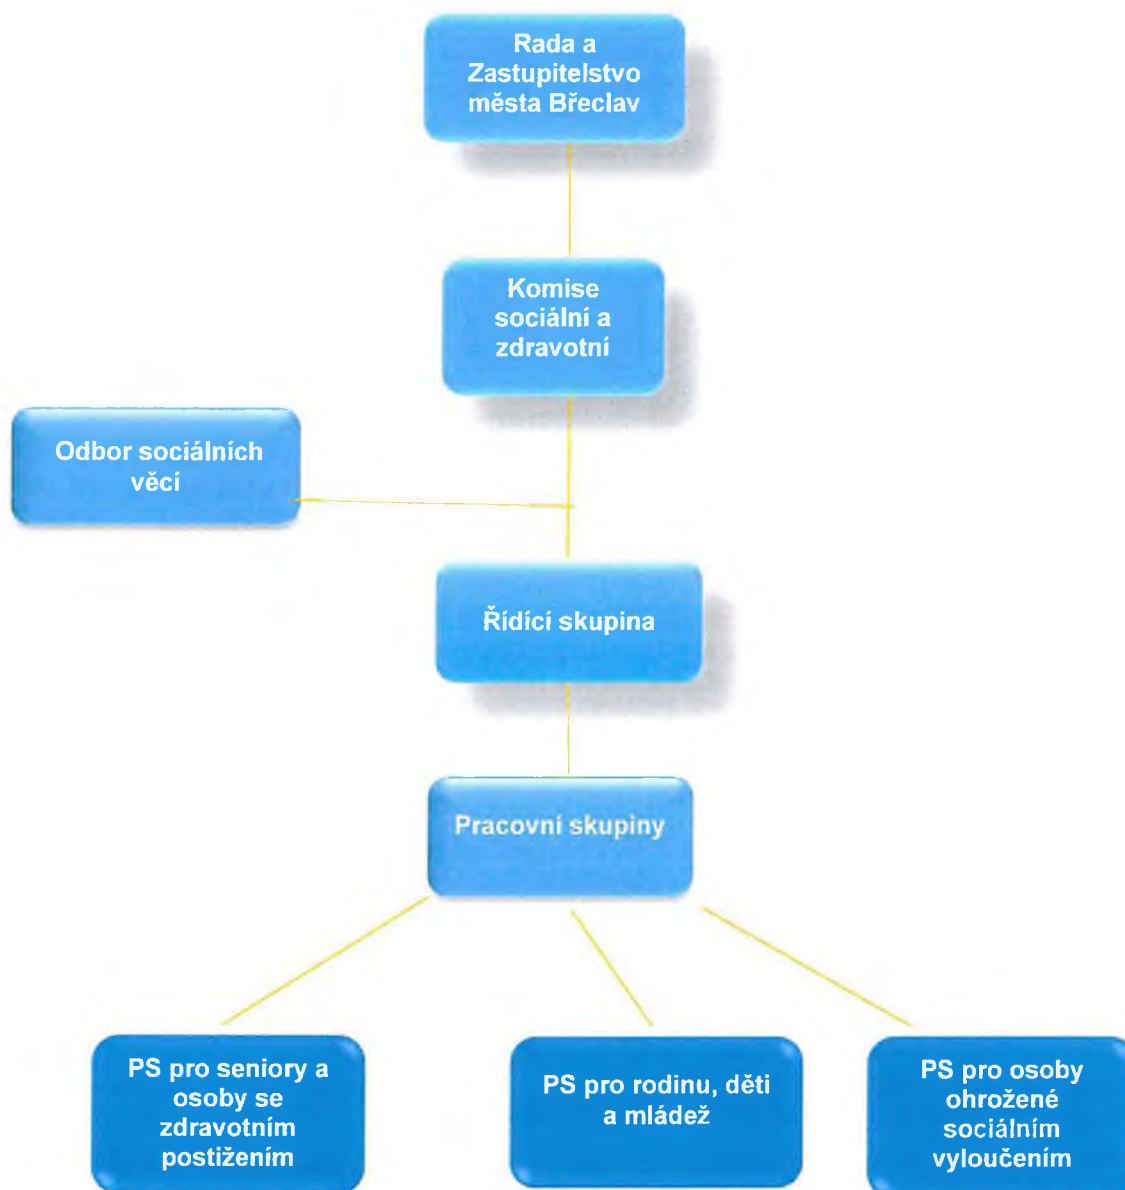 Rada a
Zastupitelstvo
města Břeclav
Komise
sociální a
zdravotní
Odbor sociálních
věcí
Řídící skupina
Pracovní skupiny
PS pro seniory a
osoby se
zdravotním
postižením
PS pro rodinu, děti
a mládež
PS pro osoby
ohrožené
sociálním
vyloučením